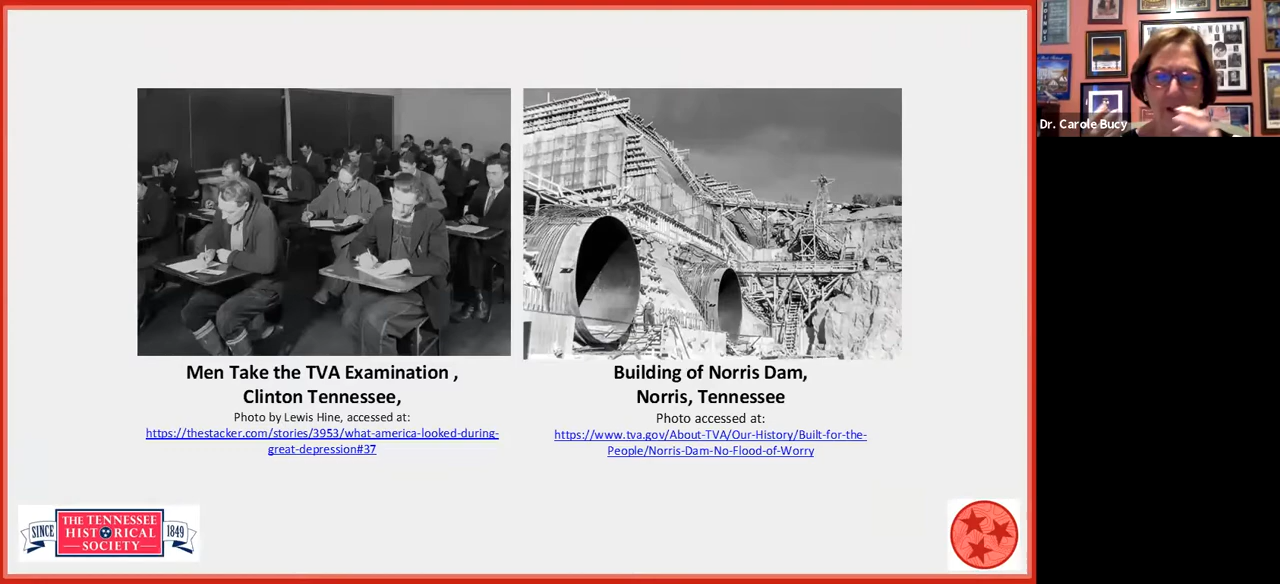 Men Take the TVA Examination ,
Clinton Tennessee,
Photo by Lewis Hine, accessed at:
https://thestacker.com/stories/3953/what-america-looked-during-
great-depression#37
Building of Norris Dam,
Norris, Tennessee
Photo accessed at:
https://www.tva.gov/About-TVA/Our-History/Built-for-the-
People/Norris-Dam-No-Flood-of-Worry
SINCE
THE TENNESSEE
HISTORICAL
SOCIETY
1849
JOIN US
WOMEN
Dr. Carole Bucy